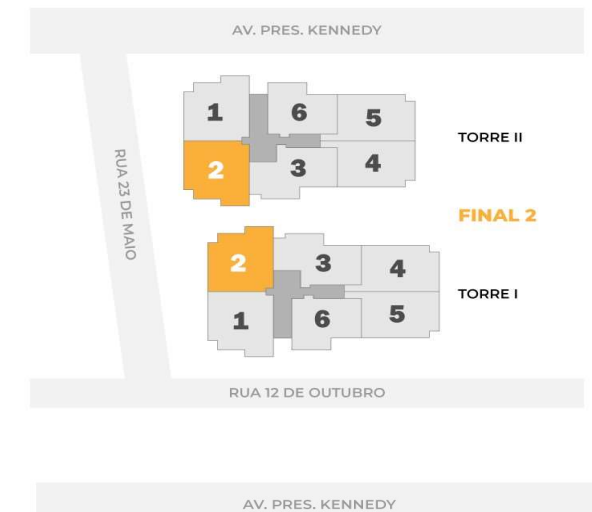 AV. PRES. KENNEDY
1
6
5
TORRE II
2
3
4
RUA 23 DE MAIO
FINAL 2
2
3
4
TORRE I
1
6
5
RUA 12 DE OUTUBRO
AV. PRES. KENNEDY